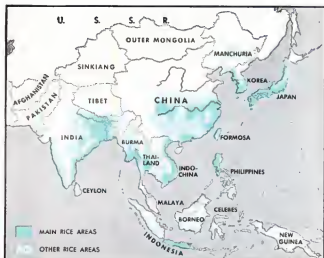 U. S. S. R.
OUTER MONGOLIA
MANCHURIA
SINKIANG
KOREA
AFGHANISTAN
PAKISTAN
TIBET
CHINA
JAPAN
INDIA
BURMA
FORMOSA
THAI-
LAND
INDO-
CHINA
PHILIPPINES
CEYLON
MALAYA
BORNEO
CELEBES
NEW
GUINEA
INDONESIA
MAIN RICE AREAS
OTHER RICE AREAS